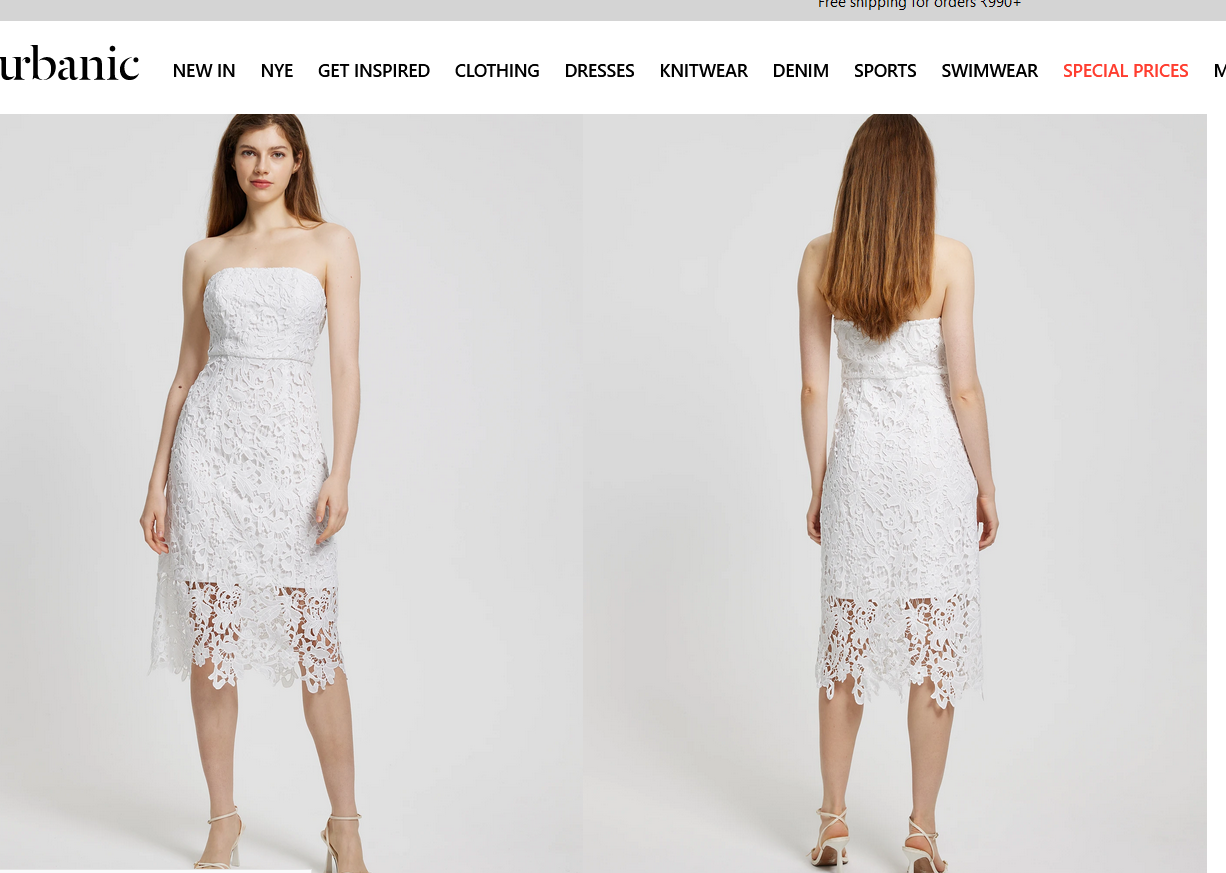 Free shipping for orders ₹990+
urbanic
NEW IN NYE GET INSPIRED CLOTHING DRESSES KNITWEAR DENIM SPORTS SWIMWEAR SPECIAL PRICES M